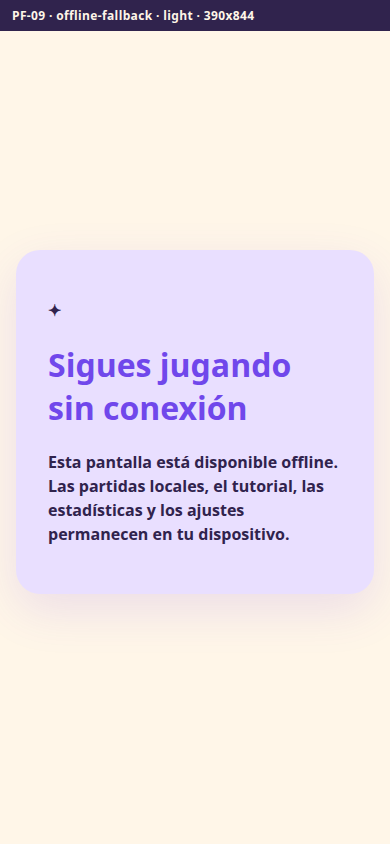 PF-09 · offline-fallback · light · 390x844
✦
Sigues jugando
sin conexión
Esta pantalla está disponible offline.
Las partidas locales, el tutorial, las
estadísticas y los ajustes
permanecen en tu dispositivo.